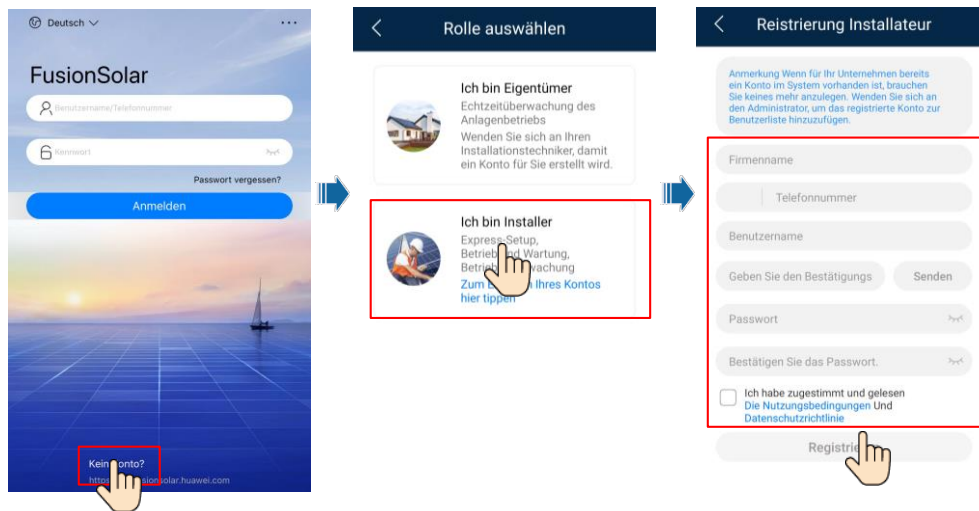 Deutsch
FusionSolar
Benutzername/Telefonnummer
Kennwort
Passwort vergessen?
Anmelden
Kein onto?
http sionsolar.huawei.com
Rolle auswählen
Ich bin Eigentümer
Echtzeitüberwachung des
Anlagenbetriebs
Wenden Sie sich an Ihren
Installationstechniker, damit
ein Konto für Sie erstellt wird.
Ich bin Installer
Express-Setup,
Betrieb und Wartung,
Betrie wachung
Zum E n Ihres Kontos
hier tippen
Reistrierung Installateur
Anmerkung Wenn für Ihr Unternehmen bereits
ein Konto im System vorhanden ist, brauchen
Sie keines mehr anzulegen. Wenden Sie sich an
den Administrator, um das registrierte Konto zur
Benutzerliste hinzuzufügen.
Firmenname
Telefonnummer
Benutzername
Geben Sie den Bestätigungs Senden
Passwort
Bestätigen Sie das Passwort.
Ich habe zugestimmt und gelesen
Die Nutzungsbedingungen Und
Datenschutzrichtlinie
Registrie